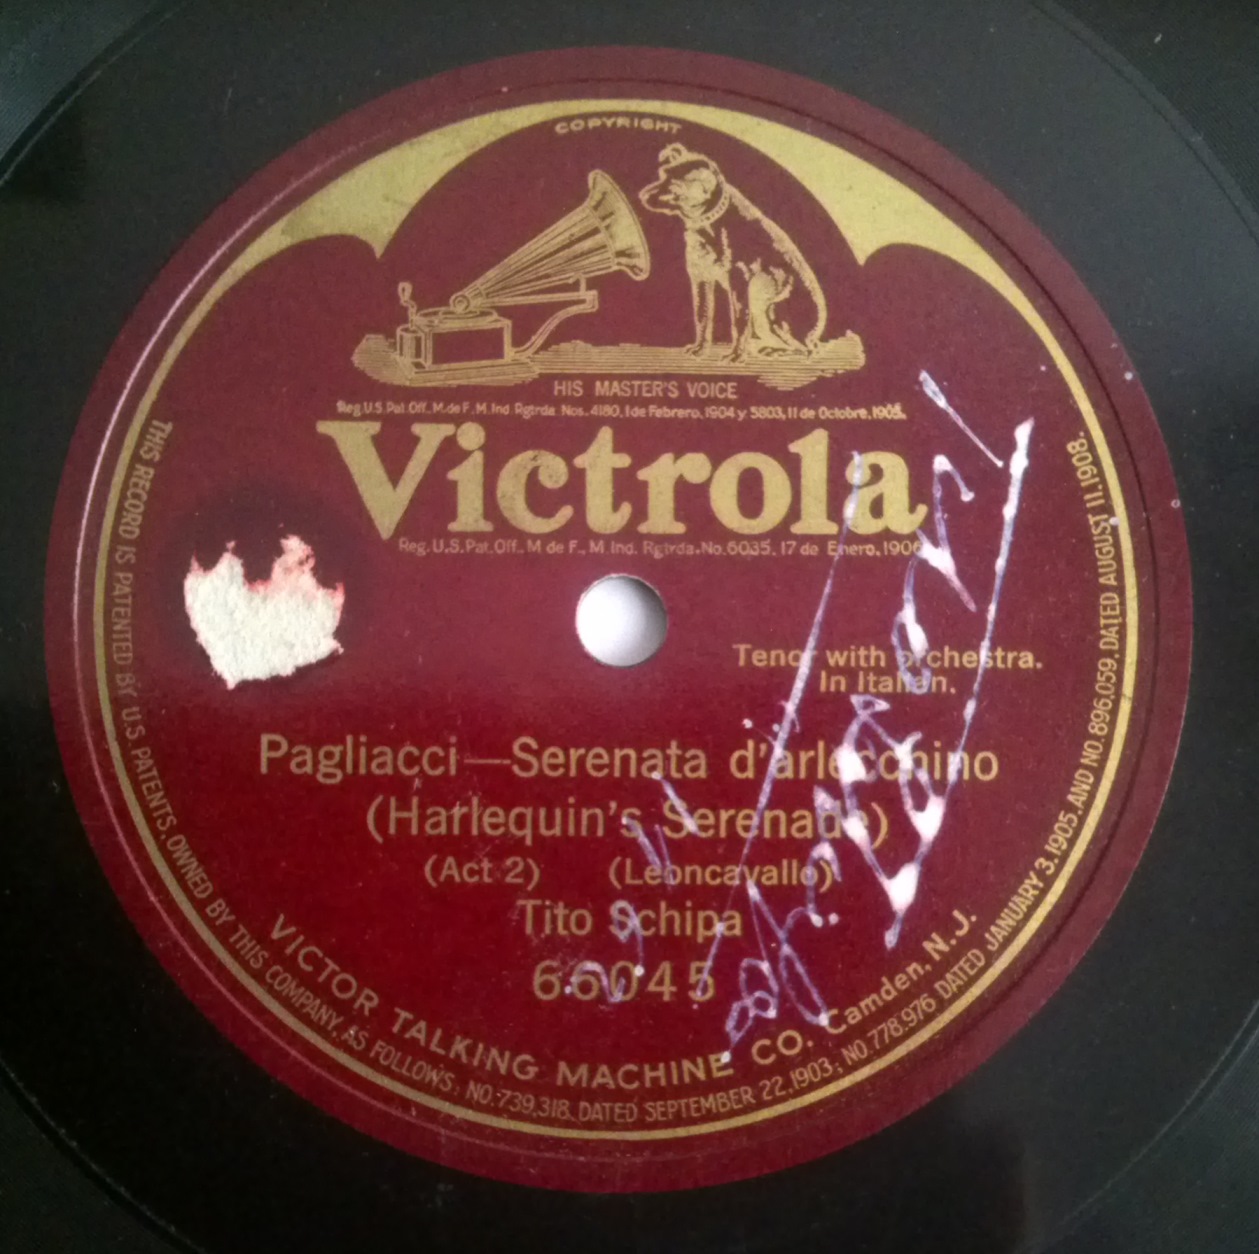 COPYRIGHT
HIS MASTER'S VOICE
Reg.U.S.Pat.Off., M.de F., M.Ind. Rgtrda. Nos. 4180, 1 de Febrero, 1904 y 5803, 11 de Octobre, 1905.
Victrola
Reg.U.S.Pat.Off., M de F., M. Ind. Rgtrda. No.6035, 17 de Enero, 1906
Tenor with orchestra.
In Italian.
Pagliacci—Serenata d'arlecchino
(Harlequin's Serenade)
(Act 2) (Leoncavallo)
Tito Schipa
66045
VICTOR TALKING MACHINE CO. Camden, N. J.
THIS RECORD IS PATENTED BY U.S. PATENTS, OWNED BY THIS COMPANY, AS FOLLOWS: NO. 739,318, DATED SEPTEMBER 22, 1903; NO. 778,976 DATED JANUARY 3, 1905, AND NO. 896,059, DATED AUGUST 11, 1908.